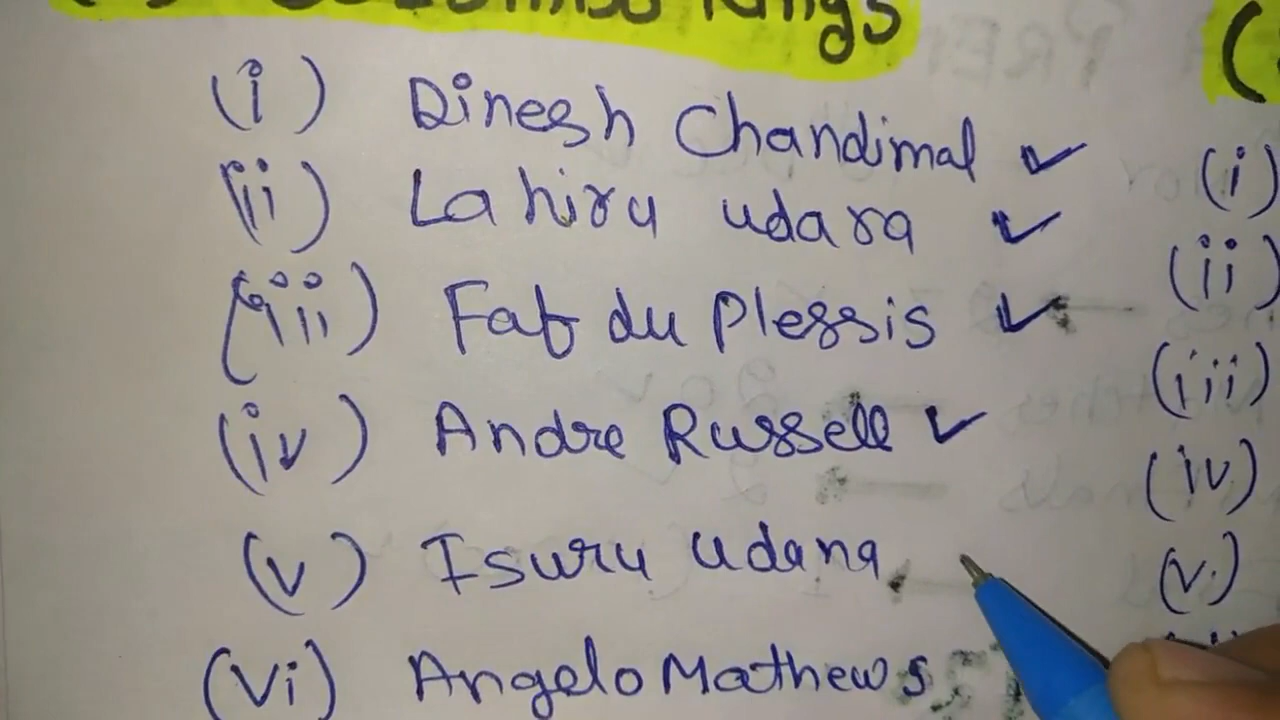 Kings
(i) Dinesh Chandimal ✓
(ii) Lahiru udara ✓
(iii) Faf du Plessis ✓
(iv) Andre Russell ✓
(v) Isuru udana
(vi) Angelo Mathews
(
(i)
(ii)
(iii)
(iv)
(v)